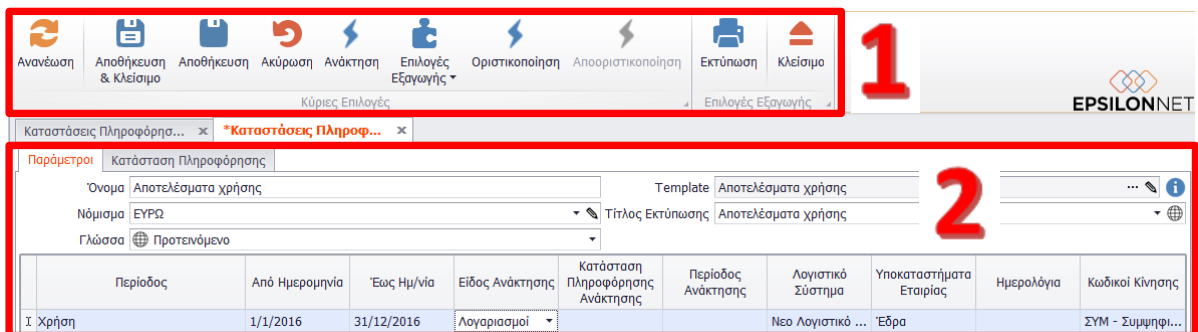 Ανανέωση
Αποθήκευση & Κλείσιμο
Αποθήκευση
Ακύρωση
Ανάκτηση
Επιλογές Εξαγωγής
Οριστικοποίηση
Αποοριστικοποίηση
Εκτύπωση
Κλείσιμο
Κύριες Επιλογές
Επιλογές Εξαγωγής
1
EPSILONNET
Καταστάσεις Πληροφόρησ... x
*Καταστάσεις Πληροφ... x
Παράμετροι Κατάσταση Πληροφόρησης
Όνομα Αποτελέσματα χρήσης Template Αποτελέσματα χρήσης ...
Νόμισμα ΕΥΡΩ Τίτλος Εκτύπωσης Αποτελέσματα χρήσης
Γλώσσα Προτεινόμενο
2
Περίοδος
Από Ημερομηνία
Έως Ημ/νία
Είδος Ανάκτησης
Κατάσταση Πληροφόρησης Ανάκτησης
Περίοδος Ανάκτησης
Λογιστικό Σύστημα
Υποκαταστήματα Εταιρίας
Ημερολόγια
Κωδικοί Κίνησης
Χρήση 1/1/2016 31/12/2016 Λογαριασμοί Νεο Λογιστικό ... Έδρα ΣΥΜ - Συμψηφι...